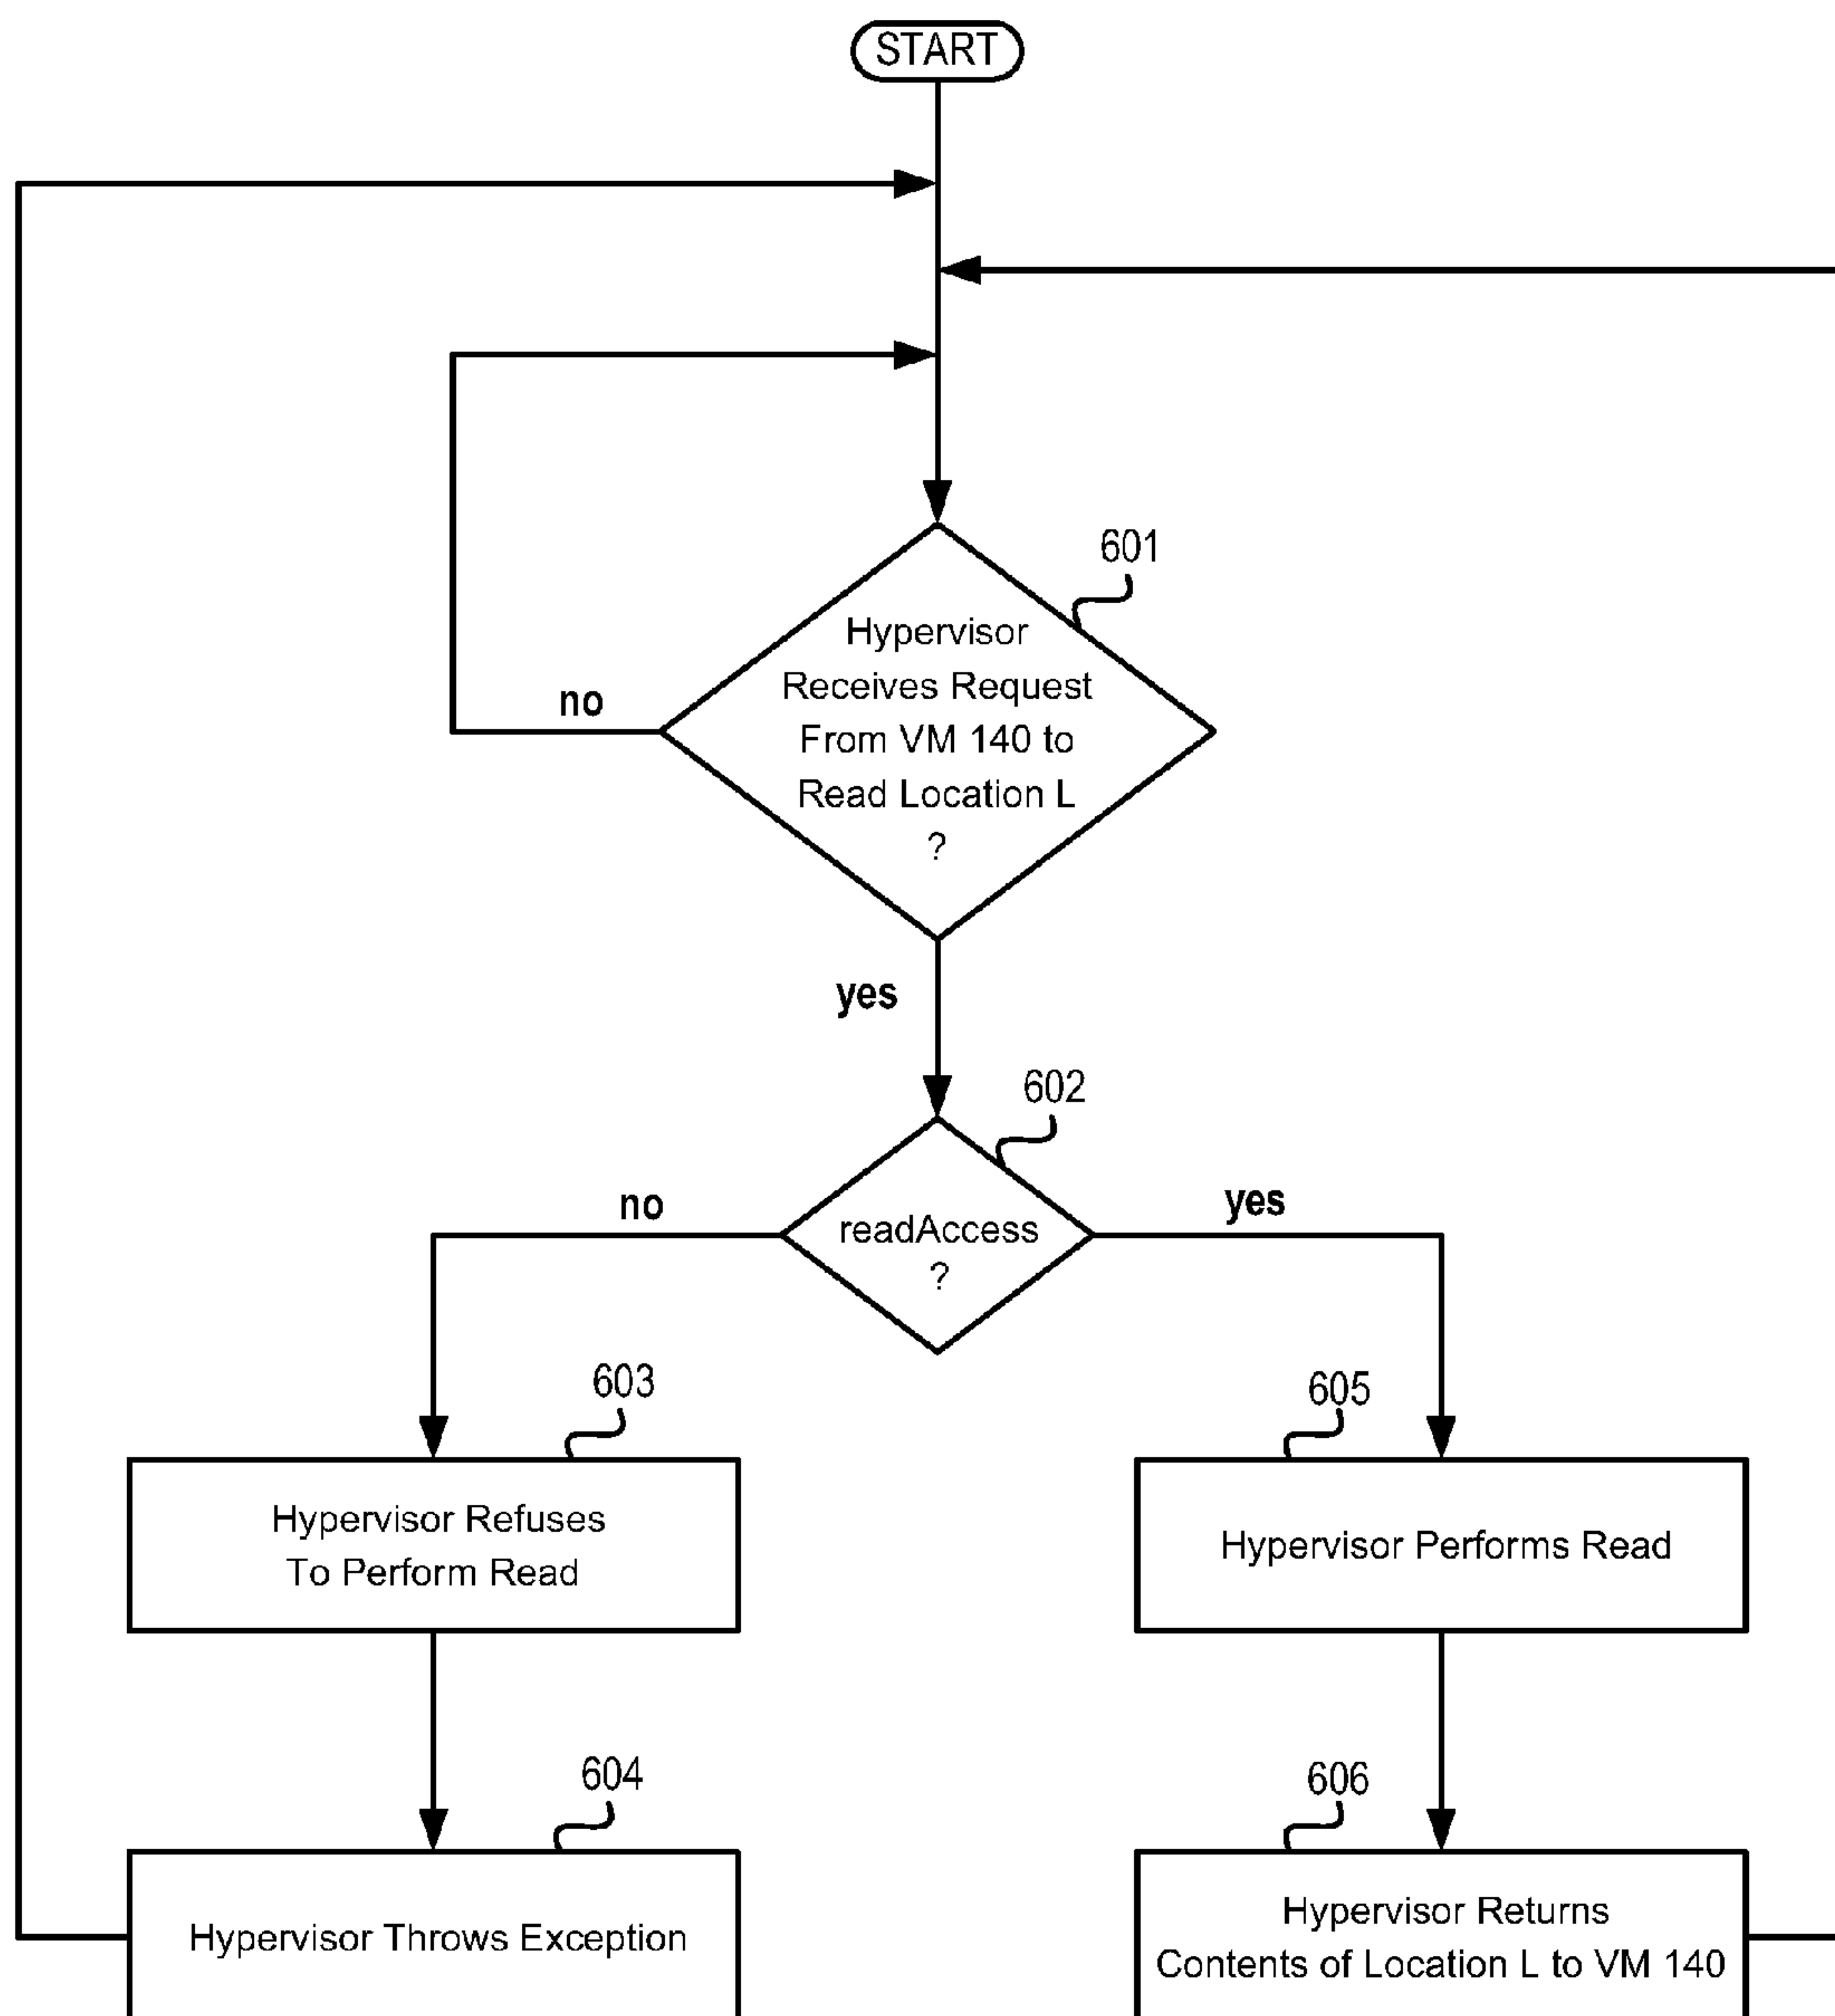 START
601
Hypervisor
Receives Request
From VM 140 to
Read Location L
?
no
yes
602
readAccess
?
no
yes
603
Hypervisor Refuses
To Perform Read
605
Hypervisor Performs Read
604
Hypervisor Throws Exception
606
Hypervisor Returns
Contents of Location L to VM 140